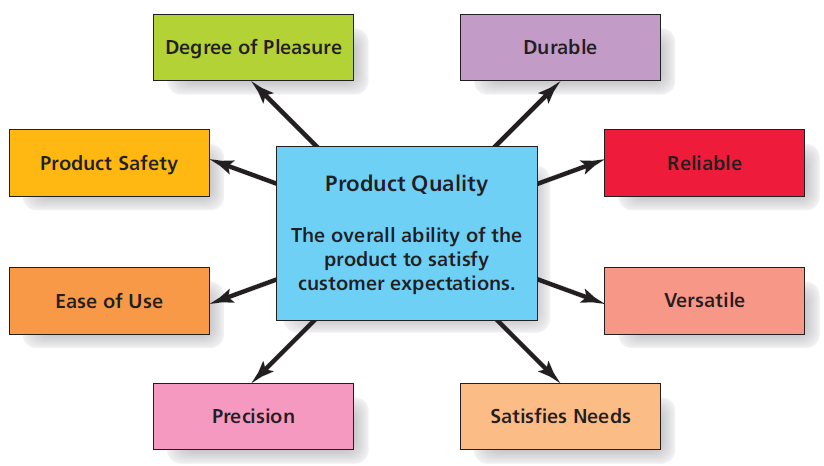 Degree of Pleasure
Durable
Product Safety
Reliable
Product Quality
The overall ability of the
product to satisfy
customer expectations.
Ease of Use
Versatile
Precision
Satisfies Needs